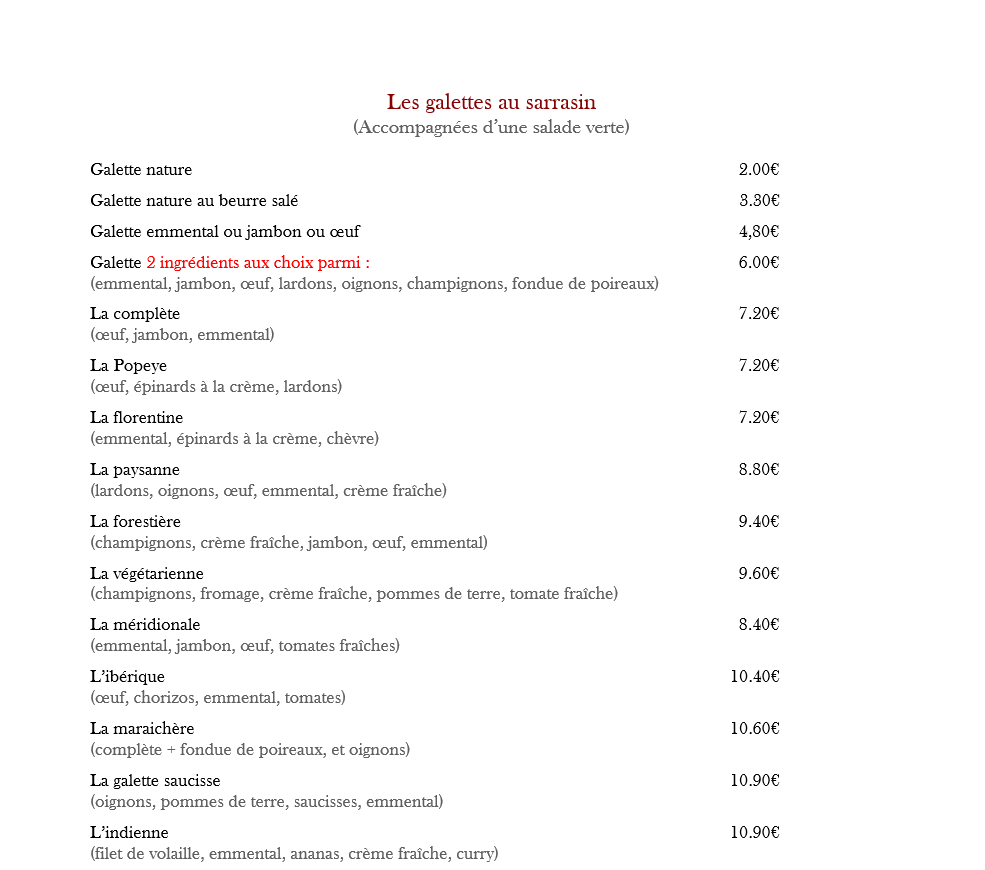 Les galettes au sarrasin
(Accompagnées d’une salade verte)
Galette nature 2.00€
Galette nature au beurre salé 3.30€
Galette emmental ou jambon ou œuf 4,80€
Galette 2 ingrédients aux choix parmi : 6.00€
(emmental, jambon, œuf, lardons, oignons, champignons, fondue de poireaux)
La complète 7.20€
(œuf, jambon, emmental)
La Popeye 7.20€
(œuf, épinards à la crème, lardons)
La florentine 7.20€
(emmental, épinards à la crème, chèvre)
La paysanne 8.80€
(lardons, oignons, œuf, emmental, crème fraîche)
La forestière 9.40€
(champignons, crème fraîche, jambon, œuf, emmental)
La végétarienne 9.60€
(champignons, fromage, crème fraîche, pommes de terre, tomate fraîche)
La méridionale 8.40€
(emmental, jambon, œuf, tomates fraîches)
L’ibérique 10.40€
(œuf, chorizos, emmental, tomates)
La maraichère 10.60€
(complète + fondue de poireaux, et oignons)
La galette saucisse 10.90€
(oignons, pommes de terre, saucisses, emmental)
L’indienne 10.90€
(filet de volaille, emmental, ananas, crème fraîche, curry)